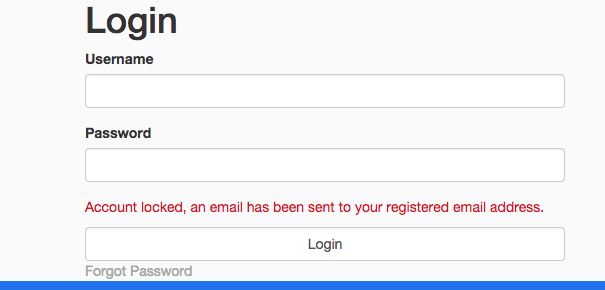 Login
Username
Password
Account locked, an email has been sent to your registered email address.
Login
Forgot Password